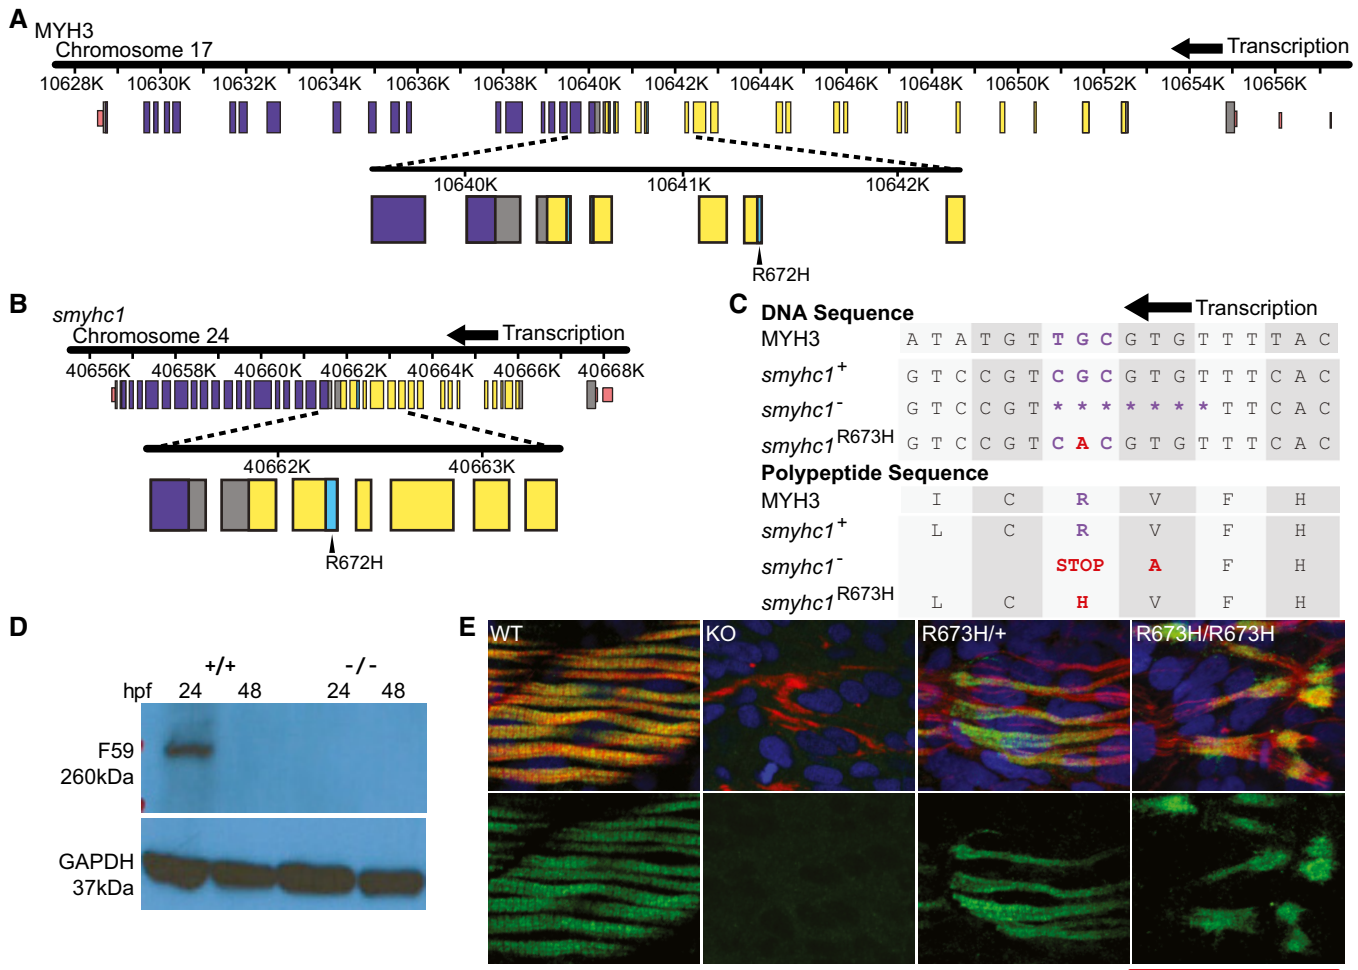 A
MYH3
Chromosome 17
Transcription
10628K 10630K 10632K 10634K 10636K 10638K 10640K 10642K 10644K 10646K 10648K 10650K 10652K 10654K 10656K
10640K 10641K 10642K
R672H
B
smyhc1
Chromosome 24
Transcription
40656K 40658K 40660K 40662K 40664K 40666K 40668K
40662K 40663K
R672H
C
DNA Sequence
Transcription
MYH3 A T A T G T T G C G T G T T T T A C
smyhc1+ G T C C G T C G C G T G T T T C A C
smyhc1- G T C C G T * * * * * * * T T C A C
smyhc1R673H G T C C G T C A C G T G T T T C A C
Polypeptide Sequence
MYH3 I C R V F H
smyhc1+ L C R V F H
smyhc1- STOP A F H
smyhc1R673H L C H V F H
D
+/+ -/-
hpf 24 48 24 48
F59
260kDa
GAPDH
37kDa
E
WT KO R673H/+ R673H/R673H